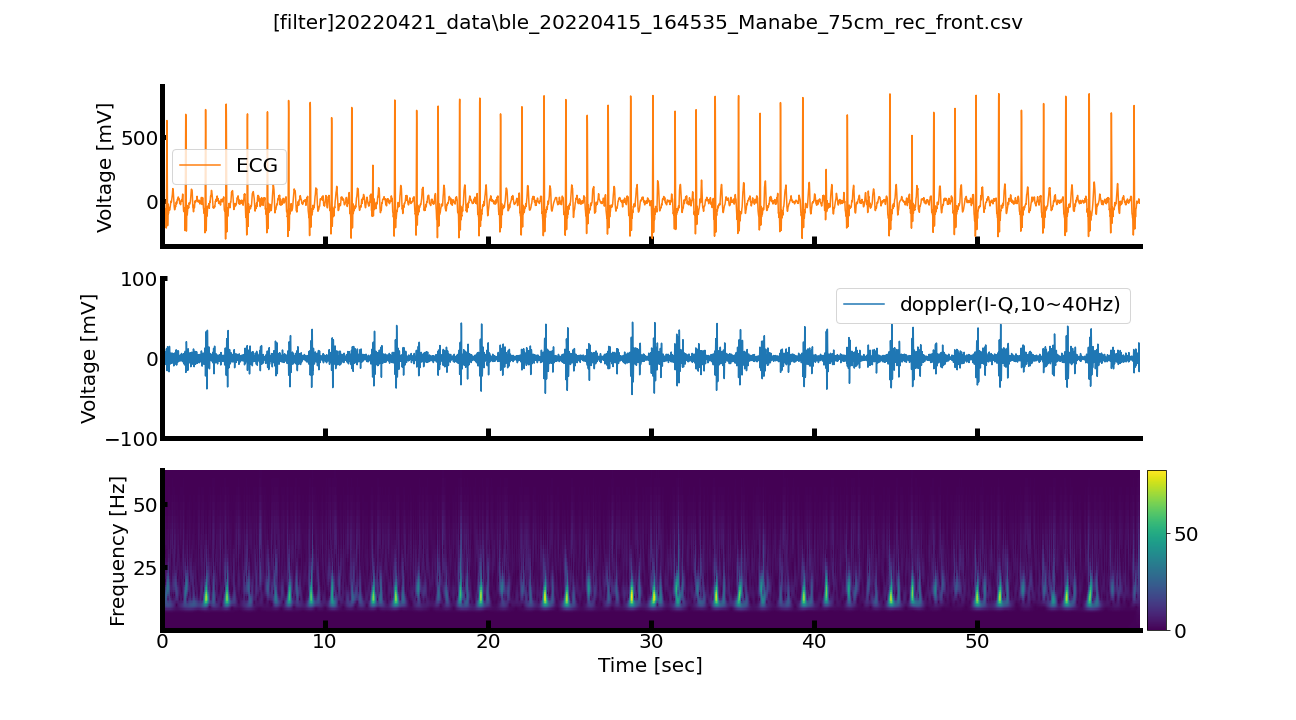 [filter]20220421_data\ble_20220415_164535_Manabe_75cm_rec_front.csv
Voltage [mV]
500
0
ECG
Voltage [mV]
100
0
−100
doppler(I-Q,10~40Hz)
Frequency [Hz]
50
25
50
0
0 10 20 30 40 50
Time [sec]